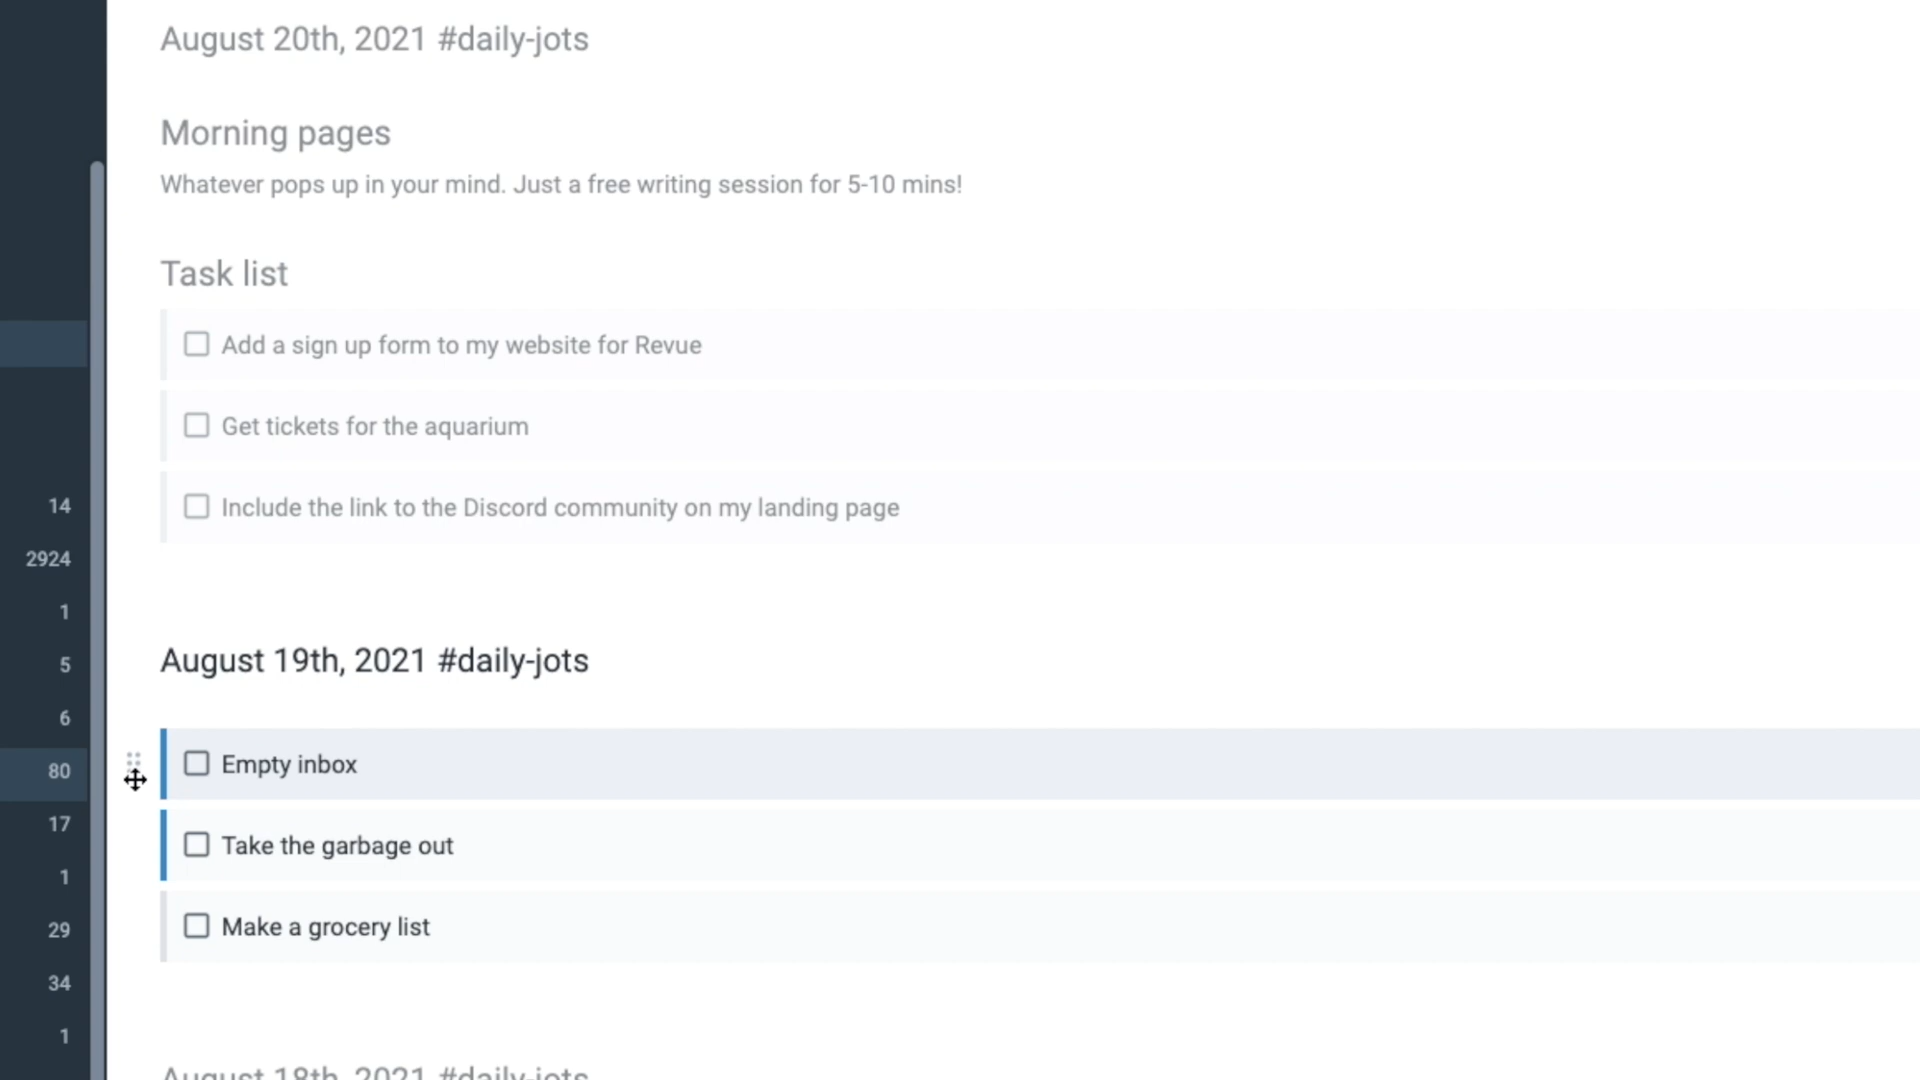 August 20th, 2021 #daily-jots
Morning pages
Whatever pops up in your mind. Just a free writing session for 5-10 mins!
Task list
Add a sign up form to my website for Revue
Get tickets for the aquarium
Include the link to the Discord community on my landing page
14
2924
1
5
6
80
17
1
29
34
1
August 19th, 2021 #daily-jots
Empty inbox
Take the garbage out
Make a grocery list
August 18th, 2021 #daily-jots